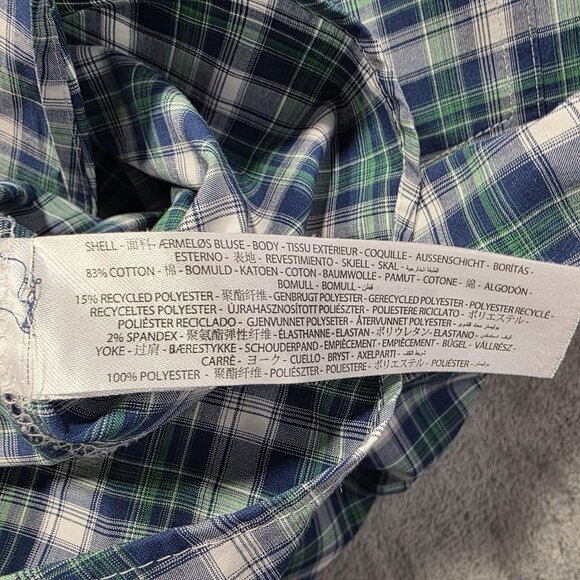 SHELL - 面料 - ÆRMELØS BLUSE - BODY - TISSU EXTÉRIEUR - COQUILLE - AUSSENSCHICHT - BORÍTÁS -
ESTERNO - 表地 - REVESTIMENTO - SKJELL - SKAL -
83% COTTON - 棉 - BOMULD - KATOEN - COTON - BAUMWOLLE - PAMUT - COTONE - 綿 - ALGODÓN -
BOMULL - BOMULL - قطن
15% RECYCLED POLYESTER - 聚酯纤维 - GENBRUGT POLYESTER - GERECYCLED POLYESTER - POLYESTER RECYCLÉ -
RECYCELTES POLYESTER - ÚJRAHASZNOSÍTOTT POLIÉSZTER - POLIESTERE RICICLATO - ポリエステル -
POLIÉSTER RECICLADO - GJENVUNNET POLYESTER - ÅTERVUNNET POLYESTER -
2% SPANDEX - 聚氨酯弹性纤维 - ÉLASTHANNE - ELASTAN - ポリウレタン - ELASTANO -
YOKE - 过肩 - BÆRESTYKKE - SCHOUDERPAND - EMPIÈCEMENT - EMPIÈCEMENT - BÜGEL - VÁLLRÉSZ -
CARRÈ - ヨーク - CUELLO - BRYST - AXELPARTI -
100% POLYESTER - 聚酯纤维 - POLIÉSZTER - POLIESTERE - ポリエステル - POLIÉSTER -